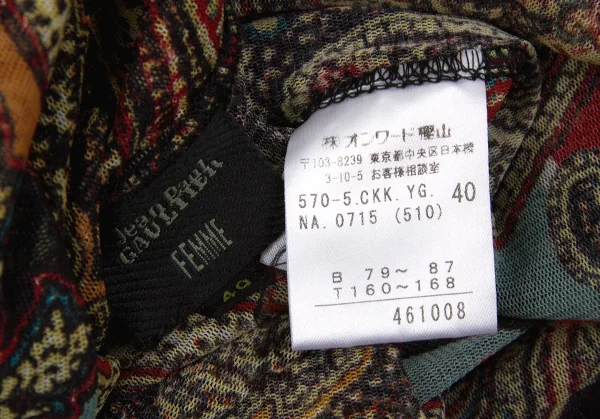 Jean Paul
GAULTIER
FEMME
40
㈱オンワード樫山
〒103-8239 東京都中央区日本橋
3-10-5 お客様相談室
570-5.CKK.YG. 40
NA.0715 (510)
B 79〜 87
T160〜168
461008